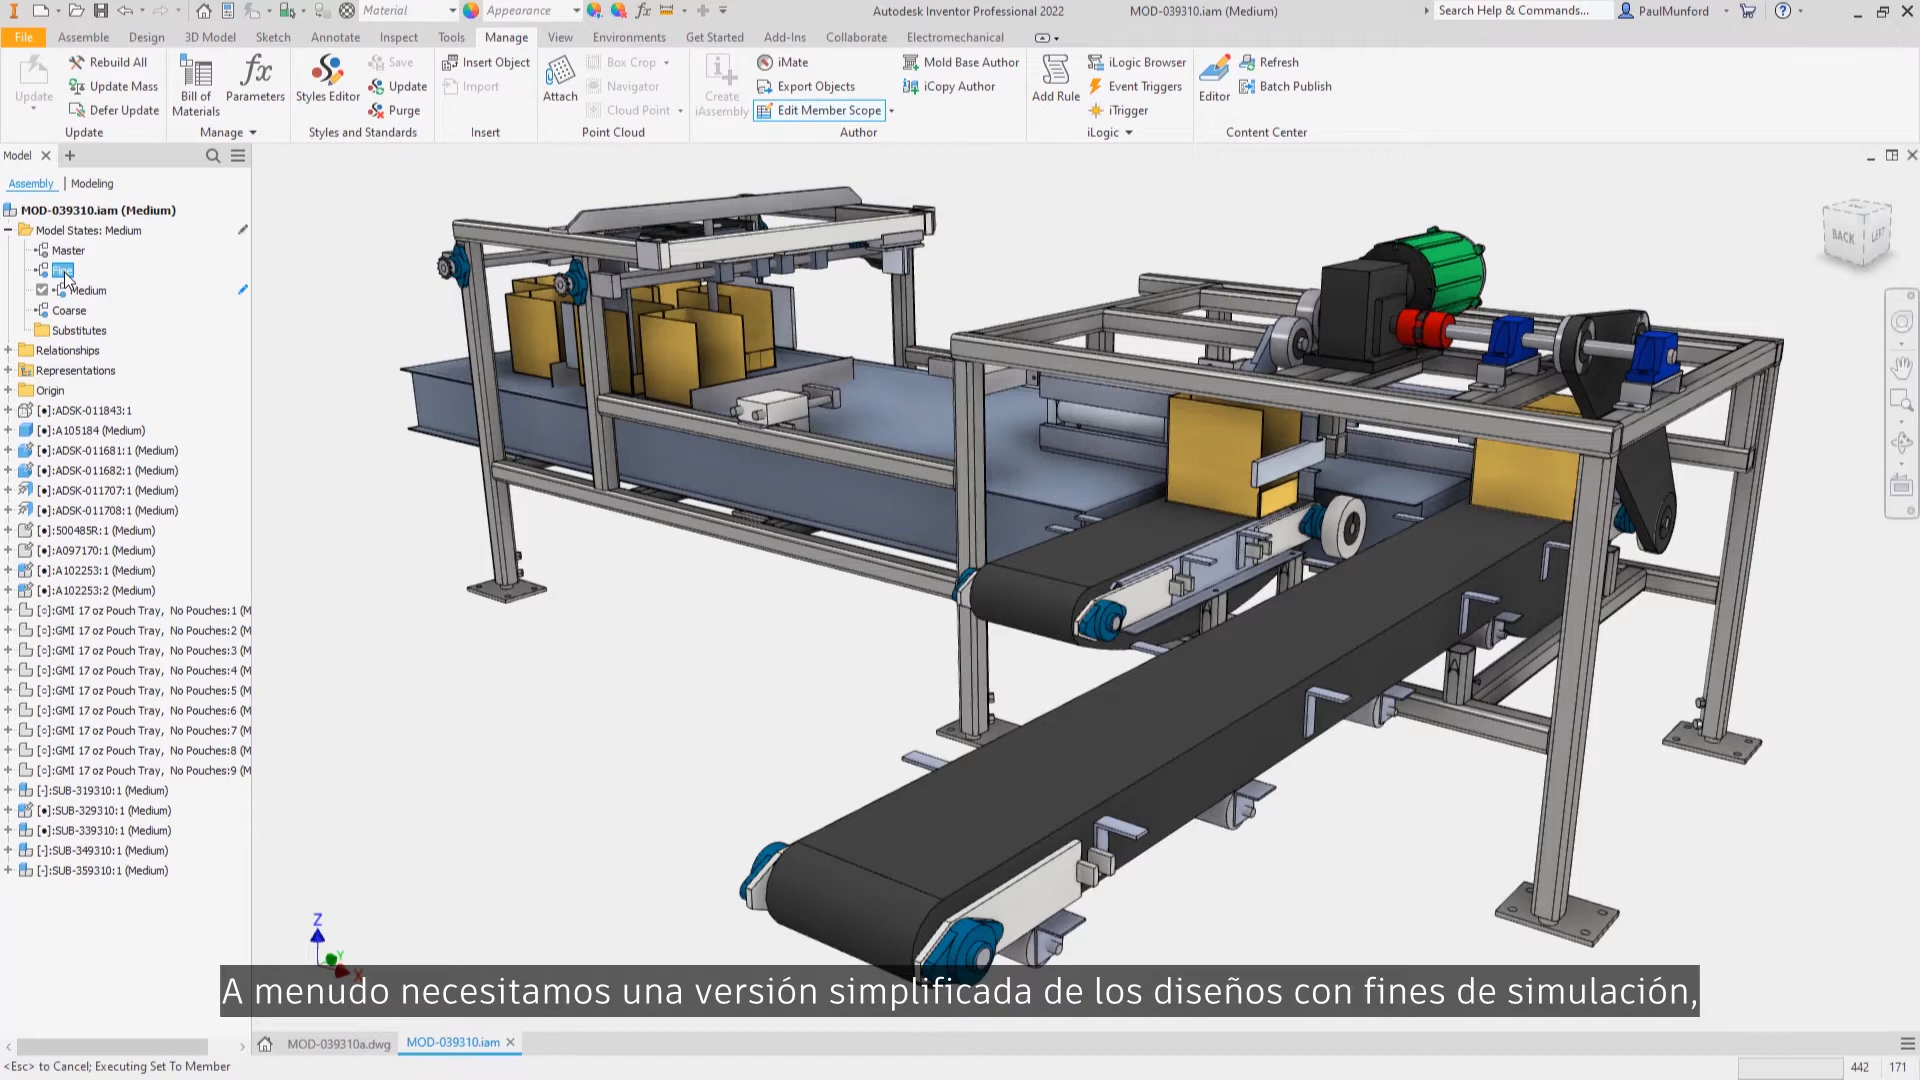 Material
Appearance
Autodesk Inventor Professional 2022
MOD-039310.iam (Medium)
Search Help & Commands...
PaulMunford
File
Assemble
Design
3D Model
Sketch
Annotate
Inspect
Tools
Manage
View
Environments
Get Started
Add-Ins
Collaborate
Electromechanical
Update
Rebuild All
Update Mass
Defer Update
Update
Bill of
Materials
fx
Parameters
Manage
Styles Editor
Save
Update
Purge
Styles and Standards
Insert Object
Import
Insert
Attach
Box Crop
Navigator
Cloud Point
Point Cloud
Create
iAssembly
iMate
Export Objects
Edit Member Scope
Mold Base Author
iCopy Author
Author
Add Rule
iLogic Browser
Event Triggers
iTrigger
iLogic
Editor
Refresh
Batch Publish
Content Center
Model
Assembly | Modeling
MOD-039310.iam (Medium)
Model States: Medium
Master
Medium
Coarse
Substitutes
Relationships
Representations
Origin
[●]:ADSK-011843:1
[●]:A105184 (Medium)
[●]:ADSK-011681:1 (Medium)
[●]:ADSK-011682:1 (Medium)
[●]:ADSK-011707:1 (Medium)
[●]:ADSK-011708:1 (Medium)
[●]:500485R:1 (Medium)
[●]:A097170:1 (Medium)
[●]:A102253:1 (Medium)
[●]:A102253:2 (Medium)
[○]:GMI 17 oz Pouch Tray, No Pouches:1 (M
[○]:GMI 17 oz Pouch Tray, No Pouches:2 (M
[○]:GMI 17 oz Pouch Tray, No Pouches:3 (M
[○]:GMI 17 oz Pouch Tray, No Pouches:4 (M
[○]:GMI 17 oz Pouch Tray, No Pouches:5 (M
[○]:GMI 17 oz Pouch Tray, No Pouches:6 (M
[○]:GMI 17 oz Pouch Tray, No Pouches:7 (M
[○]:GMI 17 oz Pouch Tray, No Pouches:8 (M
[○]:GMI 17 oz Pouch Tray, No Pouches:9 (M
[-]:SUB-319310:1 (Medium)
[●]:SUB-329310:1 (Medium)
[●]:SUB-339310:1 (Medium)
[-]:SUB-349310:1 (Medium)
[-]:SUB-359310:1 (Medium)
BACK
LEFT
Z
Y
X
A menudo necesitamos una versión simplificada de los diseños con fines de simulación,
MOD-039310a.dwg
MOD-039310.iam
<Esc> to Cancel; Executing Set To Member
442
171